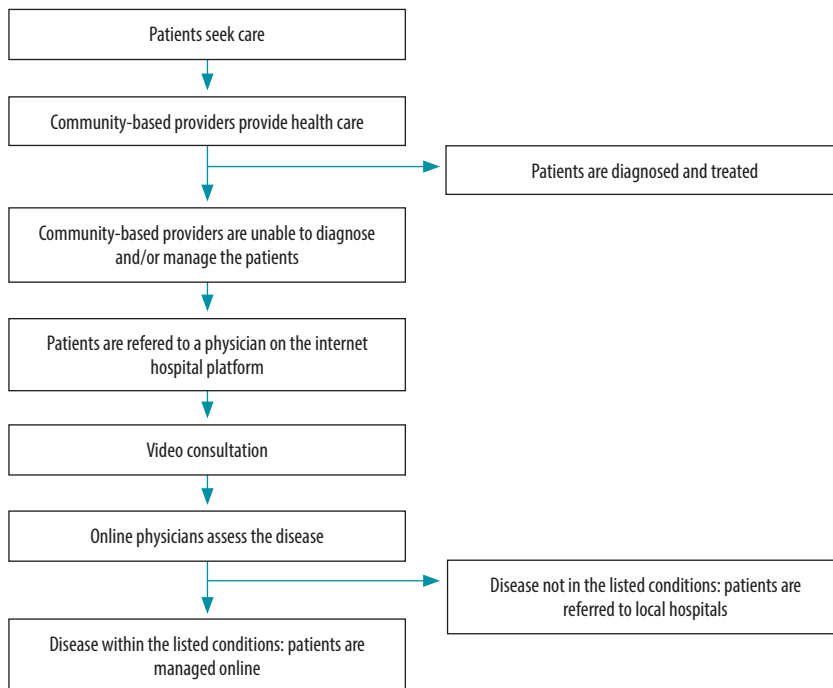 Patients seek care
Community-based providers provide health care
Patients are diagnosed and treated
Community-based providers are unable to diagnose
and/or manage the patients
Patients are refered to a physician on the internet
hospital platform
Video consultation
Online physicians assess the disease
Disease not in the listed conditions: patients are
referred to local hospitals
Disease within the listed conditions: patients are
managed online